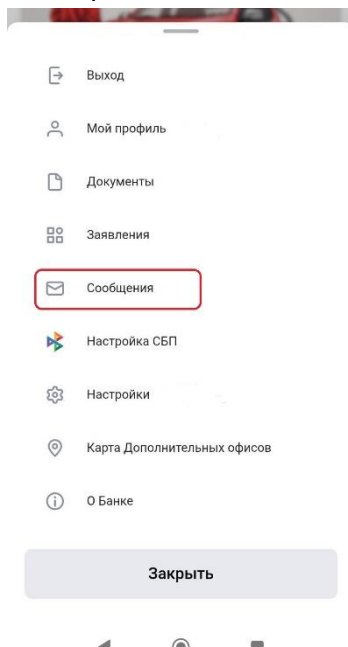 Выход
Мой профиль
Документы
Заявления
Сообщения
Настройка СБП
Настройки
Карта Дополнительных офисов
О Банке
Закрыть